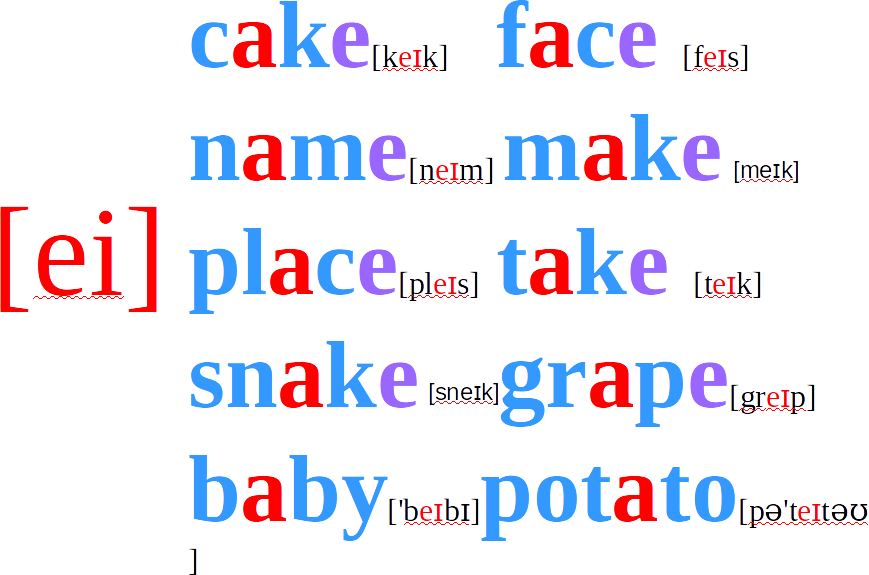 cake[keɪk] face [feɪs]
name[neɪm] make [meɪk]
[ei]
place[pleɪs] take [teɪk]
snake [sneɪk]grape[greɪp]
baby['beɪbɪ]potato[pə'teɪtəʊ
]